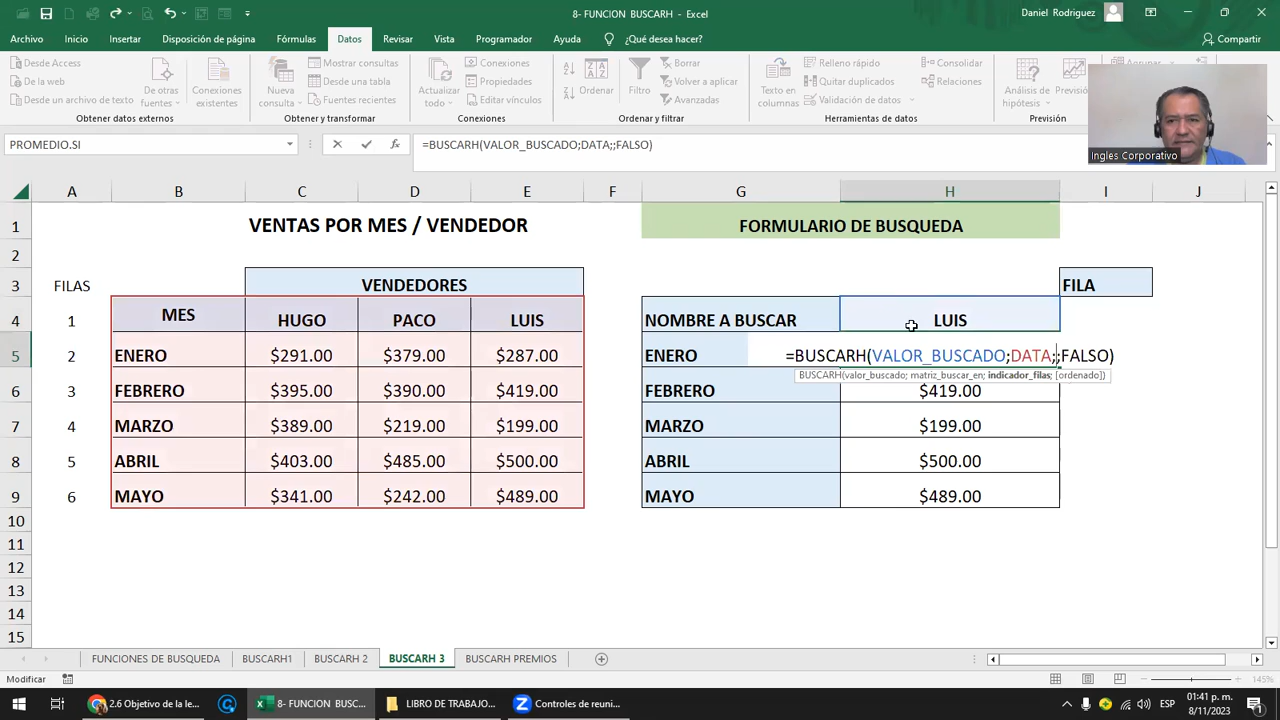 8- FUNCION BUSCARH - Excel
Daniel Rodriguez
Archivo Inicio Insertar Disposición de página Fórmulas Datos Revisar Vista Programador Ayuda ¿Qué desea hacer? Compartir
Desde Access
De la web
Desde un archivo de texto
De otras fuentes
Conexiones existentes
Obtener datos externos
Nueva consulta
Mostrar consultas
Desde una tabla
Fuentes recientes
Obtener y transformar
Actualizar todo
Conexiones
Propiedades
Editar vínculos
Conexiones
Ordenar
Filtro
Borrar
Volver a aplicar
Avanzadas
Ordenar y filtrar
Texto en columnas
Relleno rápido
Quitar duplicados
Validación de datos
Consolidar
Relaciones
Herramientas de datos
Análisis de hipótesis
Previsión
Ingles Corporativo
PROMEDIO.SI
=BUSCARH(VALOR_BUSCADO;DATA;;FALSO)
A B C D E F G H I J
1 VENTAS POR MES / VENDEDOR FORMULARIO DE BUSQUEDA
2
3 FILAS VENDEDORES FILA
4 1 MES HUGO PACO LUIS NOMBRE A BUSCAR LUIS
5 2 ENERO $291.00 $379.00 $287.00 ENERO =BUSCARH(VALOR_BUSCADO;DATA;;FALSO)
BUSCARH(valor_buscado; matriz_buscar_en; indicador_filas; [ordenado])
6 3 FEBRERO $395.00 $390.00 $419.00 FEBRERO $419.00
7 4 MARZO $389.00 $219.00 $199.00 MARZO $199.00
8 5 ABRIL $403.00 $485.00 $500.00 ABRIL $500.00
9 6 MAYO $341.00 $242.00 $489.00 MAYO $489.00
10
11
12
13
14
15
FUNCIONES DE BUSQUEDA BUSCARH1 BUSCARH 2 BUSCARH 3 BUSCARH PREMIOS
Modificar 145%
2.6 Objetivo de la le... 8- FUNCION BUSC... LIBRO DE TRABAJO... Controles de reuni... ESP 01:41 p. m.
8/11/2023